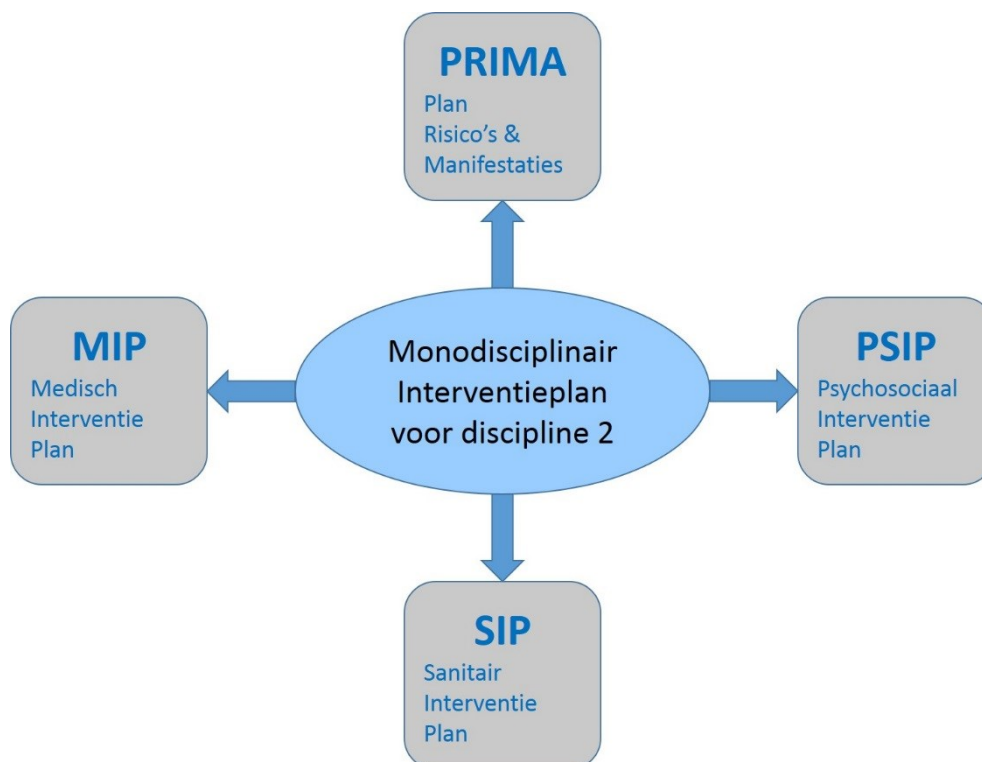 PRIMA
Plan
Risico's &
Manifestaties
MIP
Medisch
Interventie
Plan
Monodisciplinair
Interventieplan
voor discipline 2
PSIP
Psychosociaal
Interventie
Plan
SIP
Sanitair
Interventie
Plan